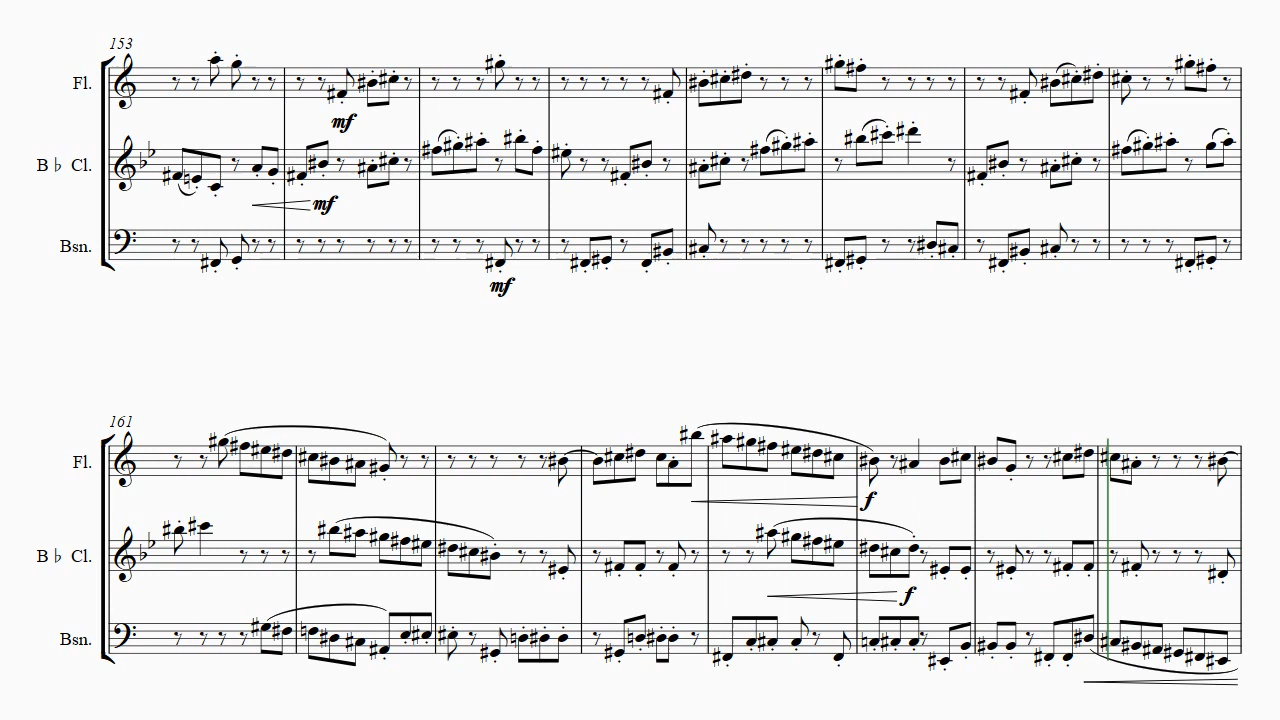 153
Fl.
mf
B♭ Cl.
mf
Bsn.
mf
161
Fl.
f
B♭ Cl.
f
Bsn.